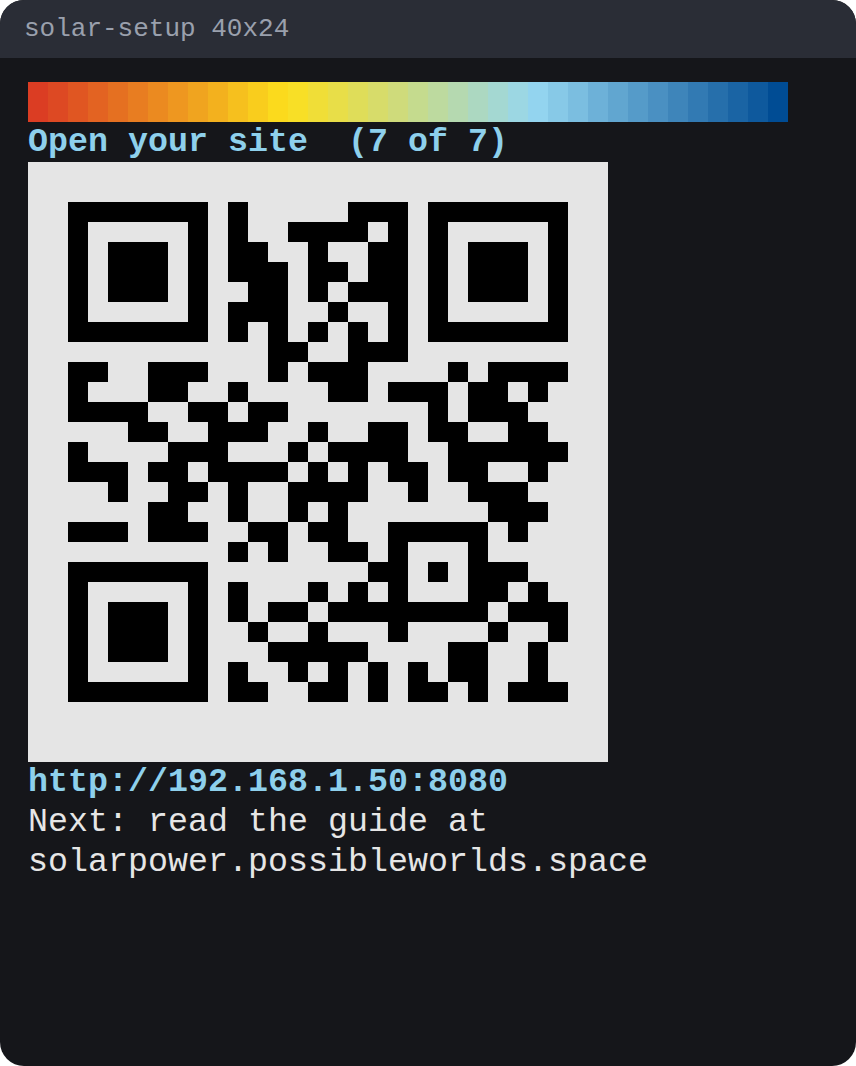 solar-setup 40x24
Open your site  (7 of 7)
http://192.168.1.50:8080
Next: read the guide at
solarpower.possibleworlds.space